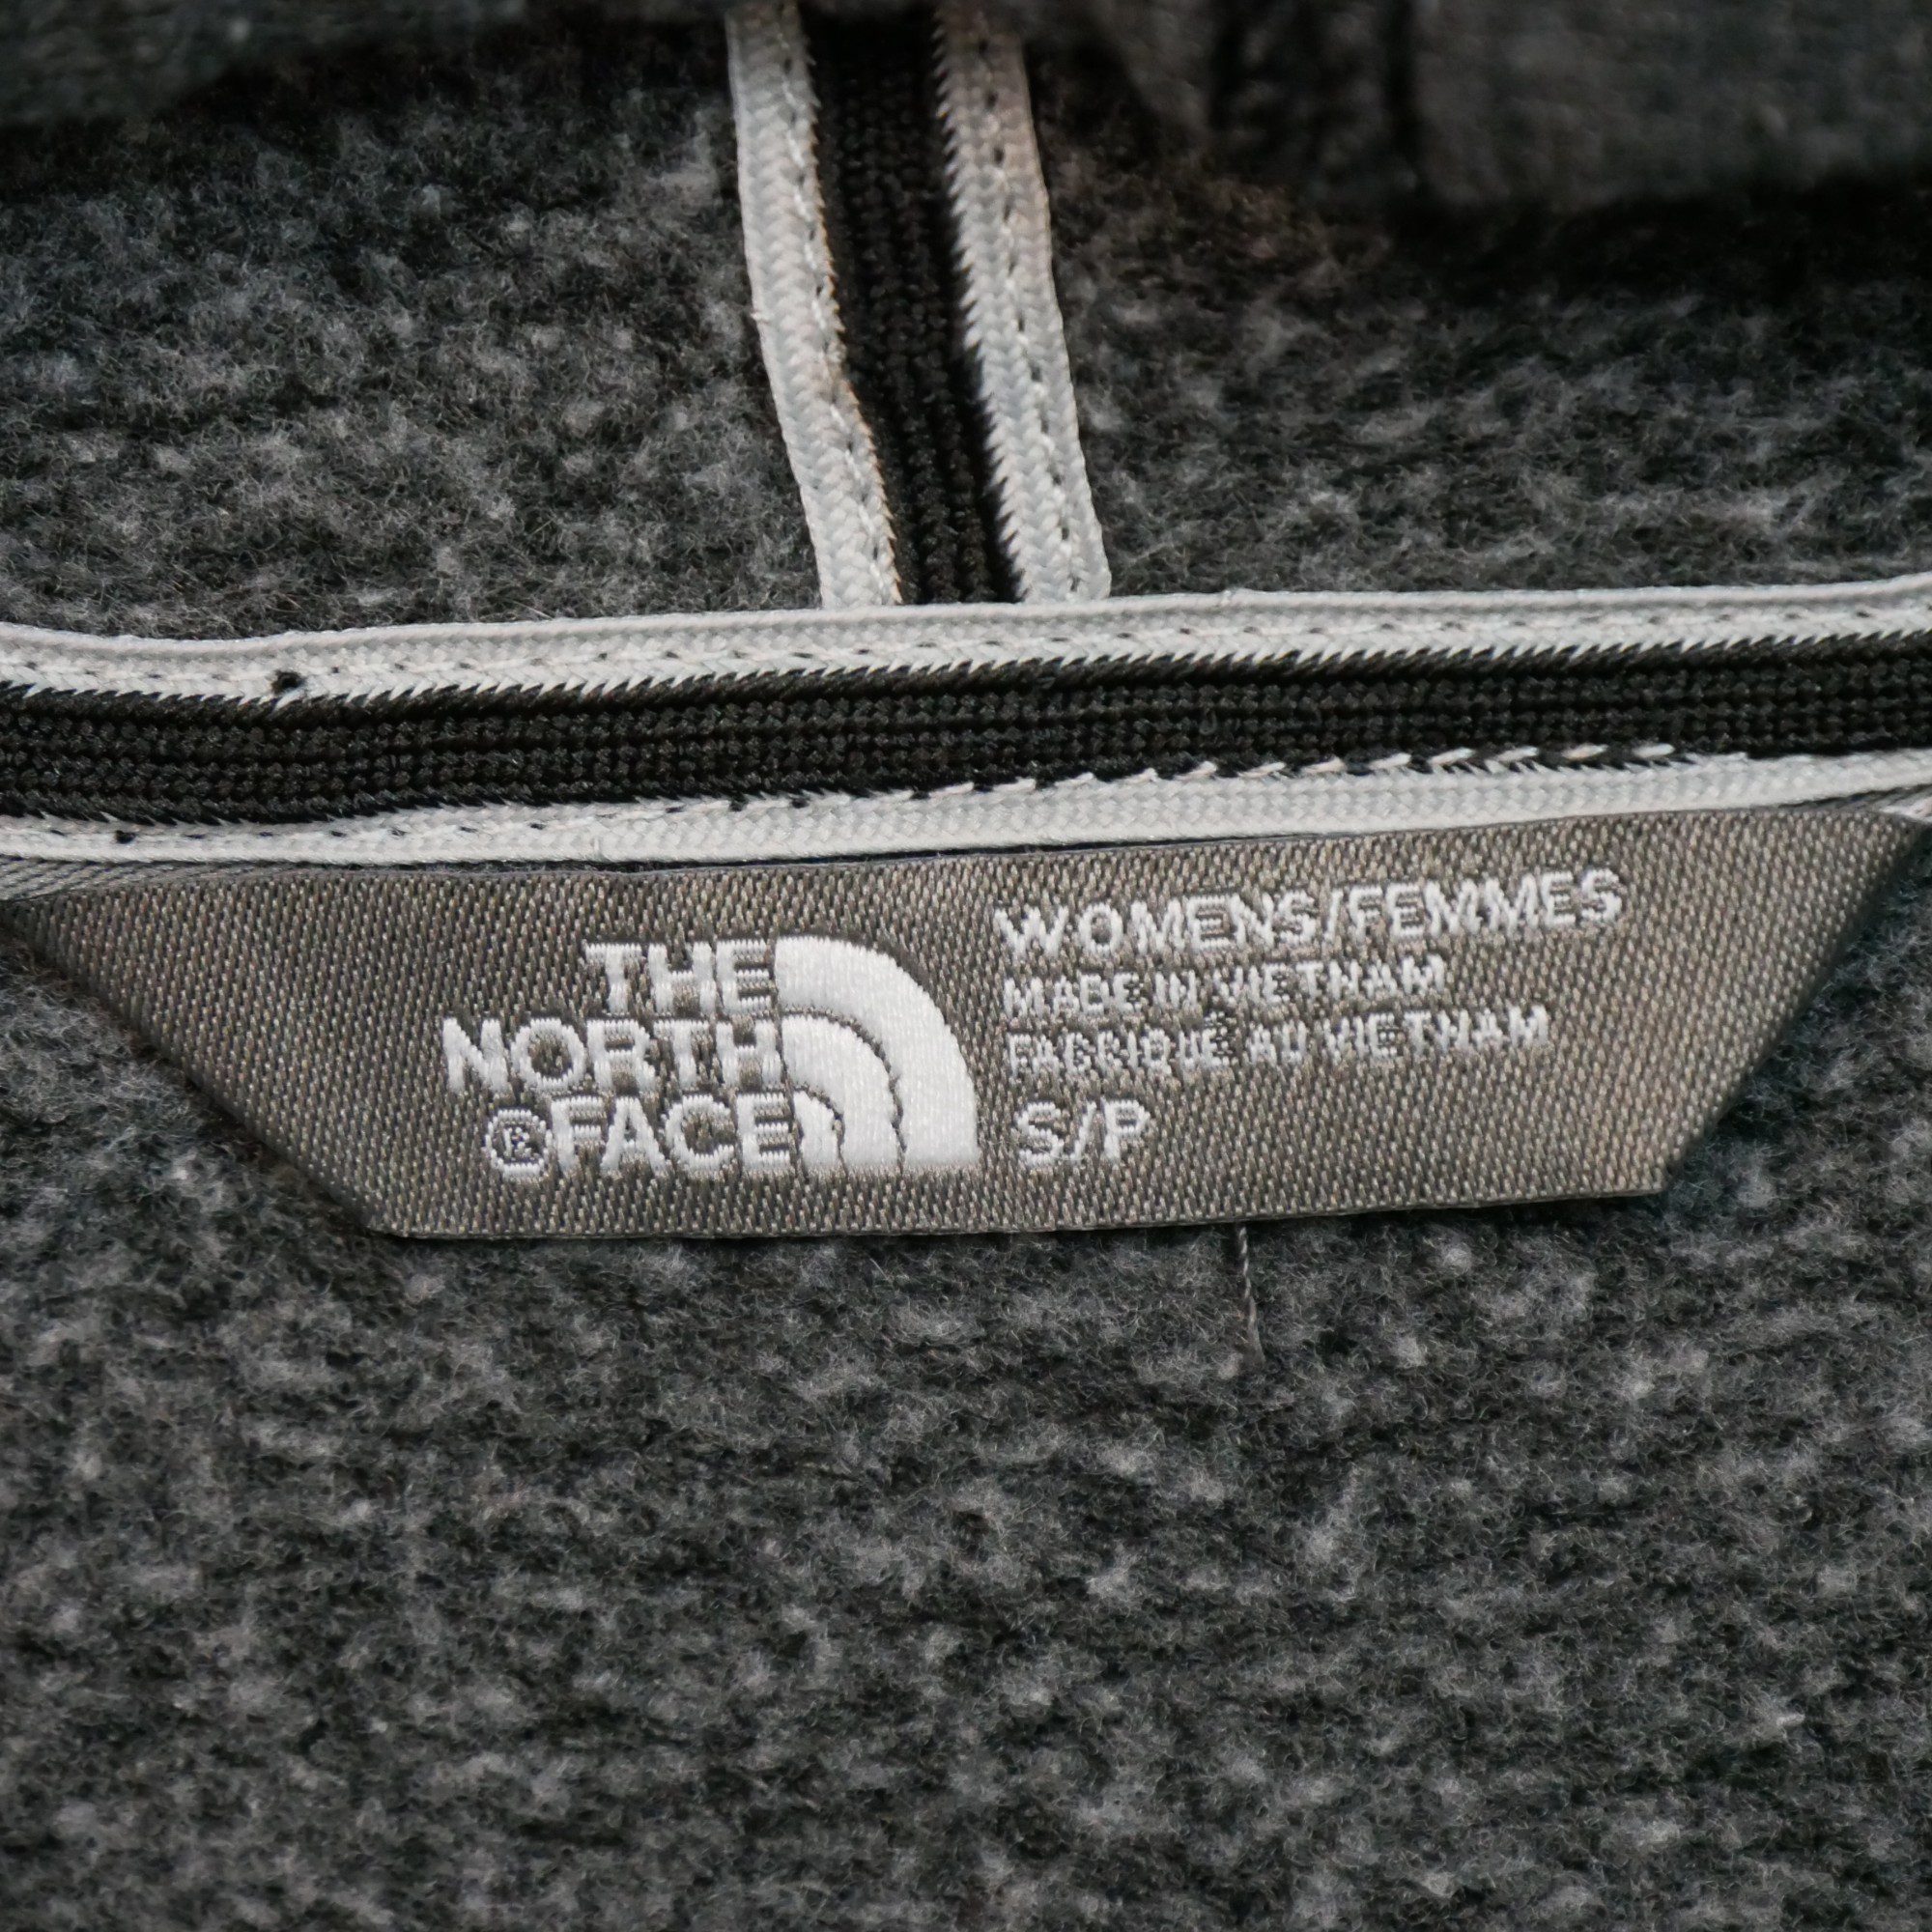 THE
NORTH
®FACE
WOMENS/FEMMES
MADE IN VIETNAM
FABRIQUÉ AU VIETNAM
S/P